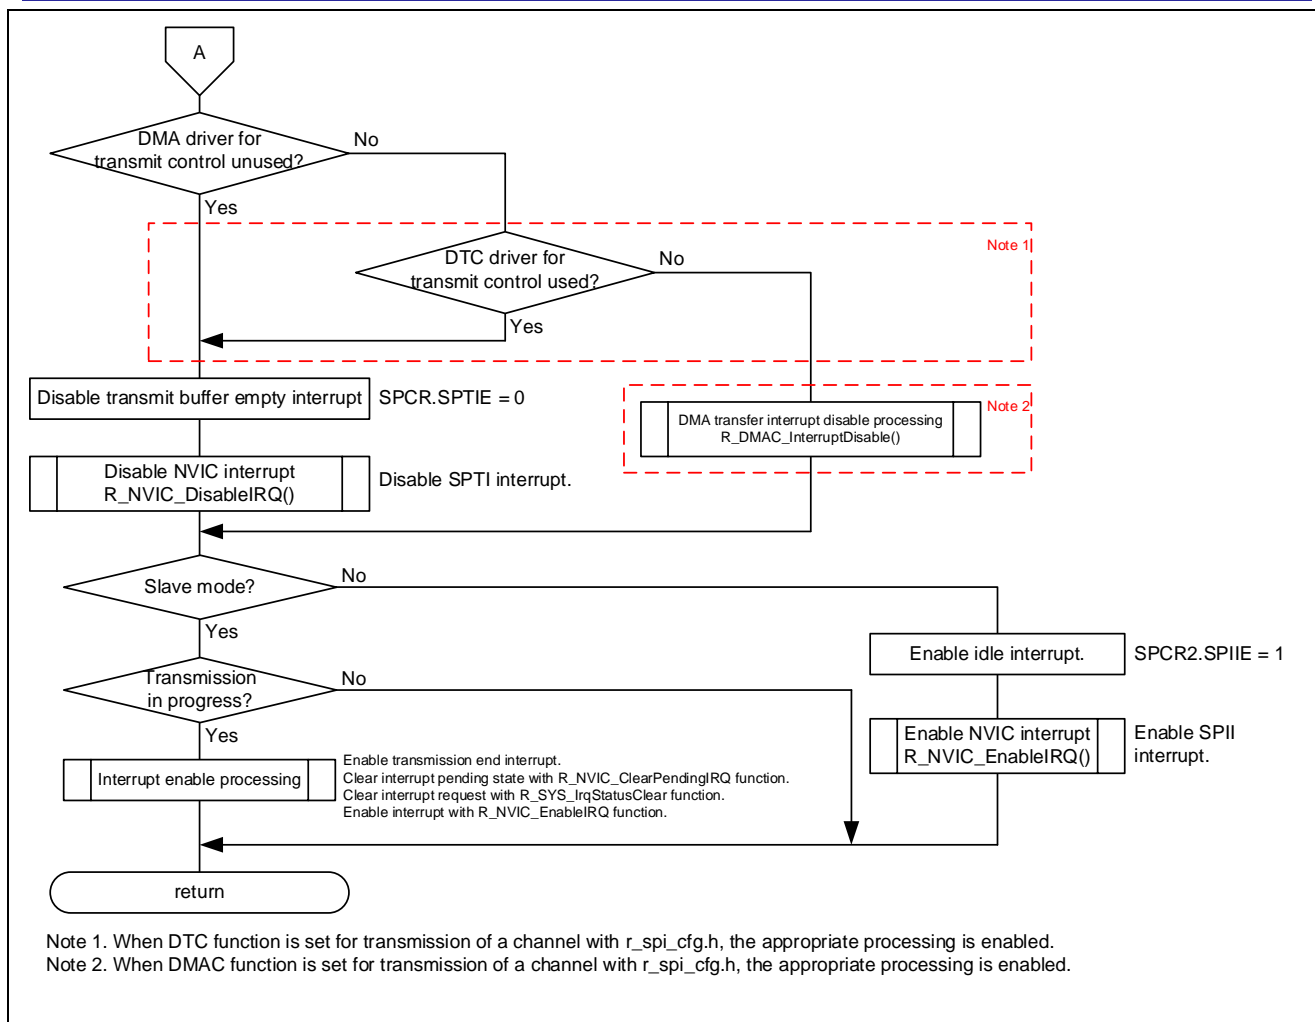 A
DMA driver for
transmit control unused?
No
Yes
Note 1
DTC driver for
transmit control used?
No
Yes
Disable transmit buffer empty interrupt
SPCR.SPTIE = 0
Note 2
DMA transfer interrupt disable processing
R_DMAC_InterruptDisable()
Disable NVIC interrupt
R_NVIC_DisableIRQ()
Disable SPTI interrupt.
Slave mode?
No
Yes
Enable idle interrupt.
SPCR2.SPIIE = 1
Transmission
in progress?
No
Yes
Enable NVIC interrupt
R_NVIC_EnableIRQ()
Enable SPII
interrupt.
Interrupt enable processing
Enable transmission end interrupt.
Clear interrupt pending state with R_NVIC_ClearPendingIRQ function.
Clear interrupt request with R_SYS_IrqStatusClear function.
Enable interrupt with R_NVIC_EnableIRQ function.
return
Note 1. When DTC function is set for transmission of a channel with r_spi_cfg.h, the appropriate processing is enabled.
Note 2. When DMAC function is set for transmission of a channel with r_spi_cfg.h, the appropriate processing is enabled.